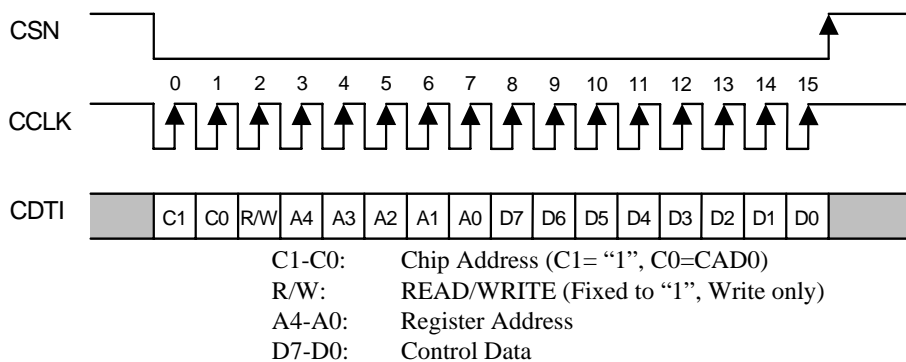 CSN
0 1 2 3 4 5 6 7 8 9 10 11 12 13 14 15
CCLK
CDTI C1 C0 R/W A4 A3 A2 A1 A0 D7 D6 D5 D4 D3 D2 D1 D0
C1-C0: Chip Address (C1= “1”, C0=CAD0)
R/W: READ/WRITE (Fixed to “1”, Write only)
A4-A0: Register Address
D7-D0: Control Data